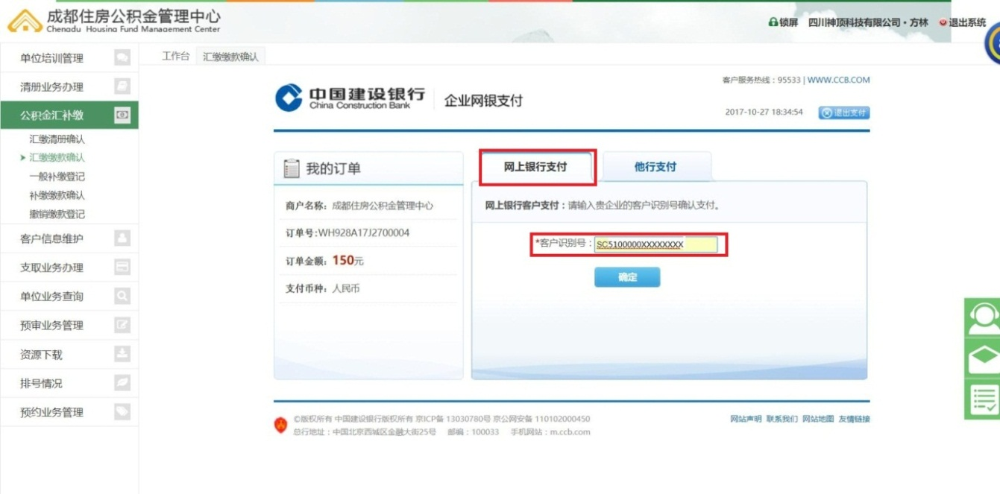 成都住房公积金管理中心
Chengdu Housing Fund Management Center
锁屏 四川神顶科技有限公司·方林 退出系统
单位培训管理
清册业务办理
公积金汇补缴
汇缴清册确认
汇缴缴款确认
一般补缴登记
补缴缴款确认
撤销缴款登记
客户信息维护
支取业务办理
单位业务查询
预审业务管理
资源下载
排号情况
预约业务管理
工作台 汇缴缴款确认
中国建设银行
China Construction Bank
企业网银支付
客户服务热线：95533 | WWW.CCB.COM
2017-10-27 18:34:54 退出支付
我的订单
商户名称：成都住房公积金管理中心
订单号:WH928A17J2700004
订单金额：150元
支付币种：人民币
网上银行支付 他行支付
网上银行客户支付：请输入贵企业的客户识别号确认支付。
*客户识别号：SC5100000XXXXXXXX
确定
©版权所有 中国建设银行版权所有 京ICP备 13030780号 京公网安备 110102000450
总行地址：中国北京西城区金融大街25号 邮编：100033 手机网站：m.ccb.com
网站声明 联系我们 网站地图 友情链接